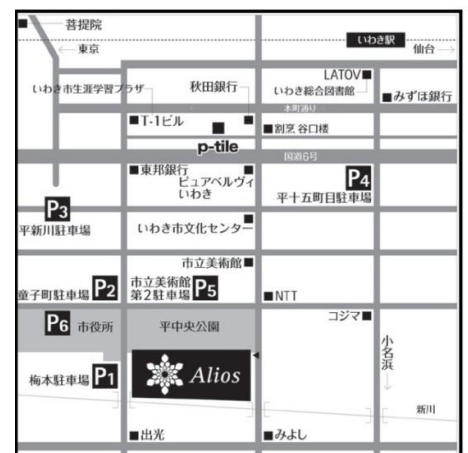 菩提院
← 東京
いわき駅
仙台 →
LATOV
いわき市生涯学習プラザ
秋田銀行
いわき総合図書館
みずほ銀行
本町通り
T-1ビル
割烹 谷口楼
p-tile
国道6号
東邦銀行
ピュアベルヴィ
いわき
P4
平十五町目駐車場
P3
平新川駐車場
いわき市文化センター
市立美術館
童子町駐車場 P2
市立美術館
第2駐車場 P5
NTT
P6 市役所
平中央公園
コジマ
小名浜
梅本駐車場 P1
Alios
新川
出光
みよし